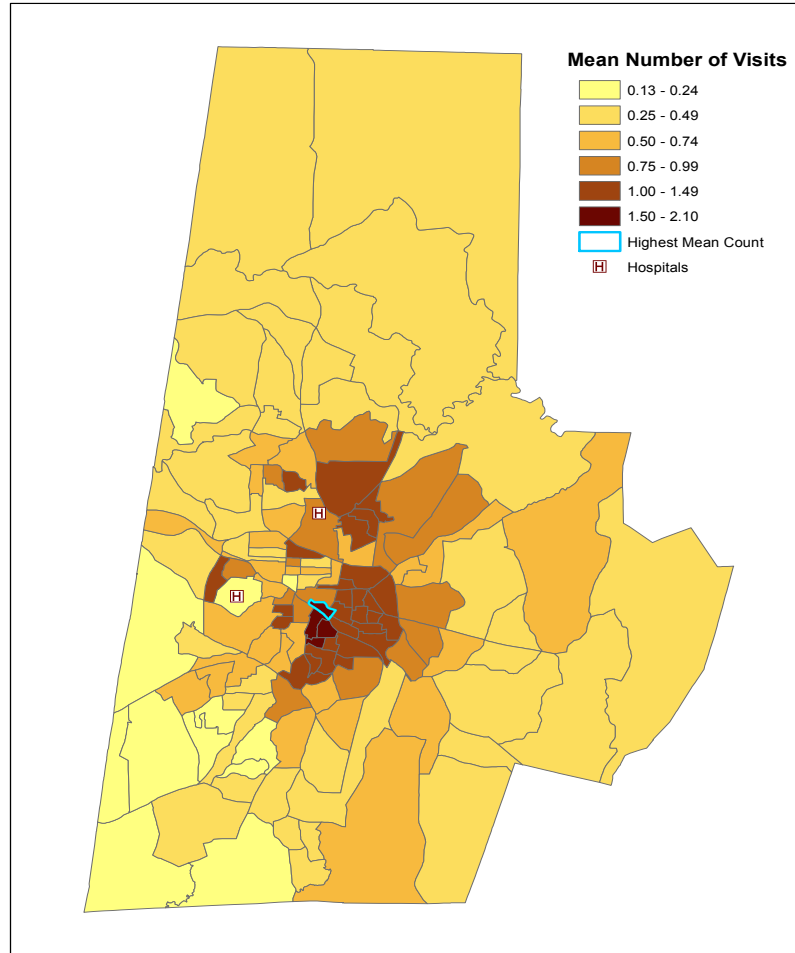 Mean Number of Visits
0.13 - 0.24
0.25 - 0.49
0.50 - 0.74
0.75 - 0.99
1.00 - 1.49
1.50 - 2.10
Highest Mean Count
H Hospitals
H
H